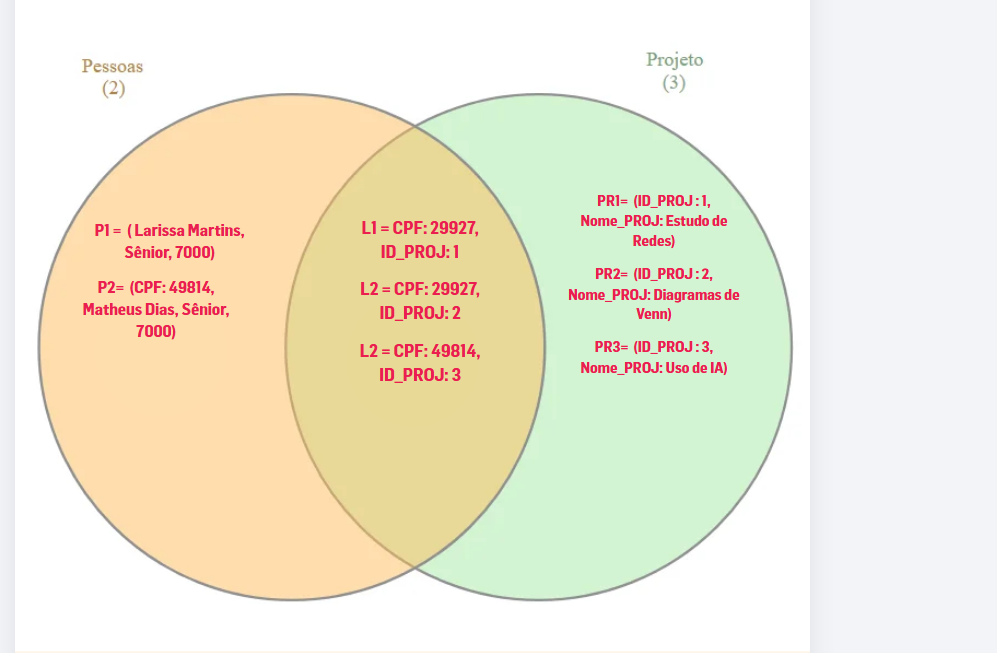 Pessoas
(2)
Projeto
(3)
P1 = ( Larissa Martins,
Sênior, 7000)
P2= (CPF: 49814,
Matheus Dias, Sênior,
7000)
L1 = CPF: 29927,
ID_PROJ: 1
L2 = CPF: 29927,
ID_PROJ: 2
L2 = CPF: 49814,
ID_PROJ: 3
PR1= (ID_PROJ : 1,
Nome_PROJ: Estudo de
Redes)
PR2= (ID_PROJ : 2,
Nome_PROJ: Diagramas de
Venn)
PR3= (ID_PROJ : 3,
Nome_PROJ: Uso de IA)